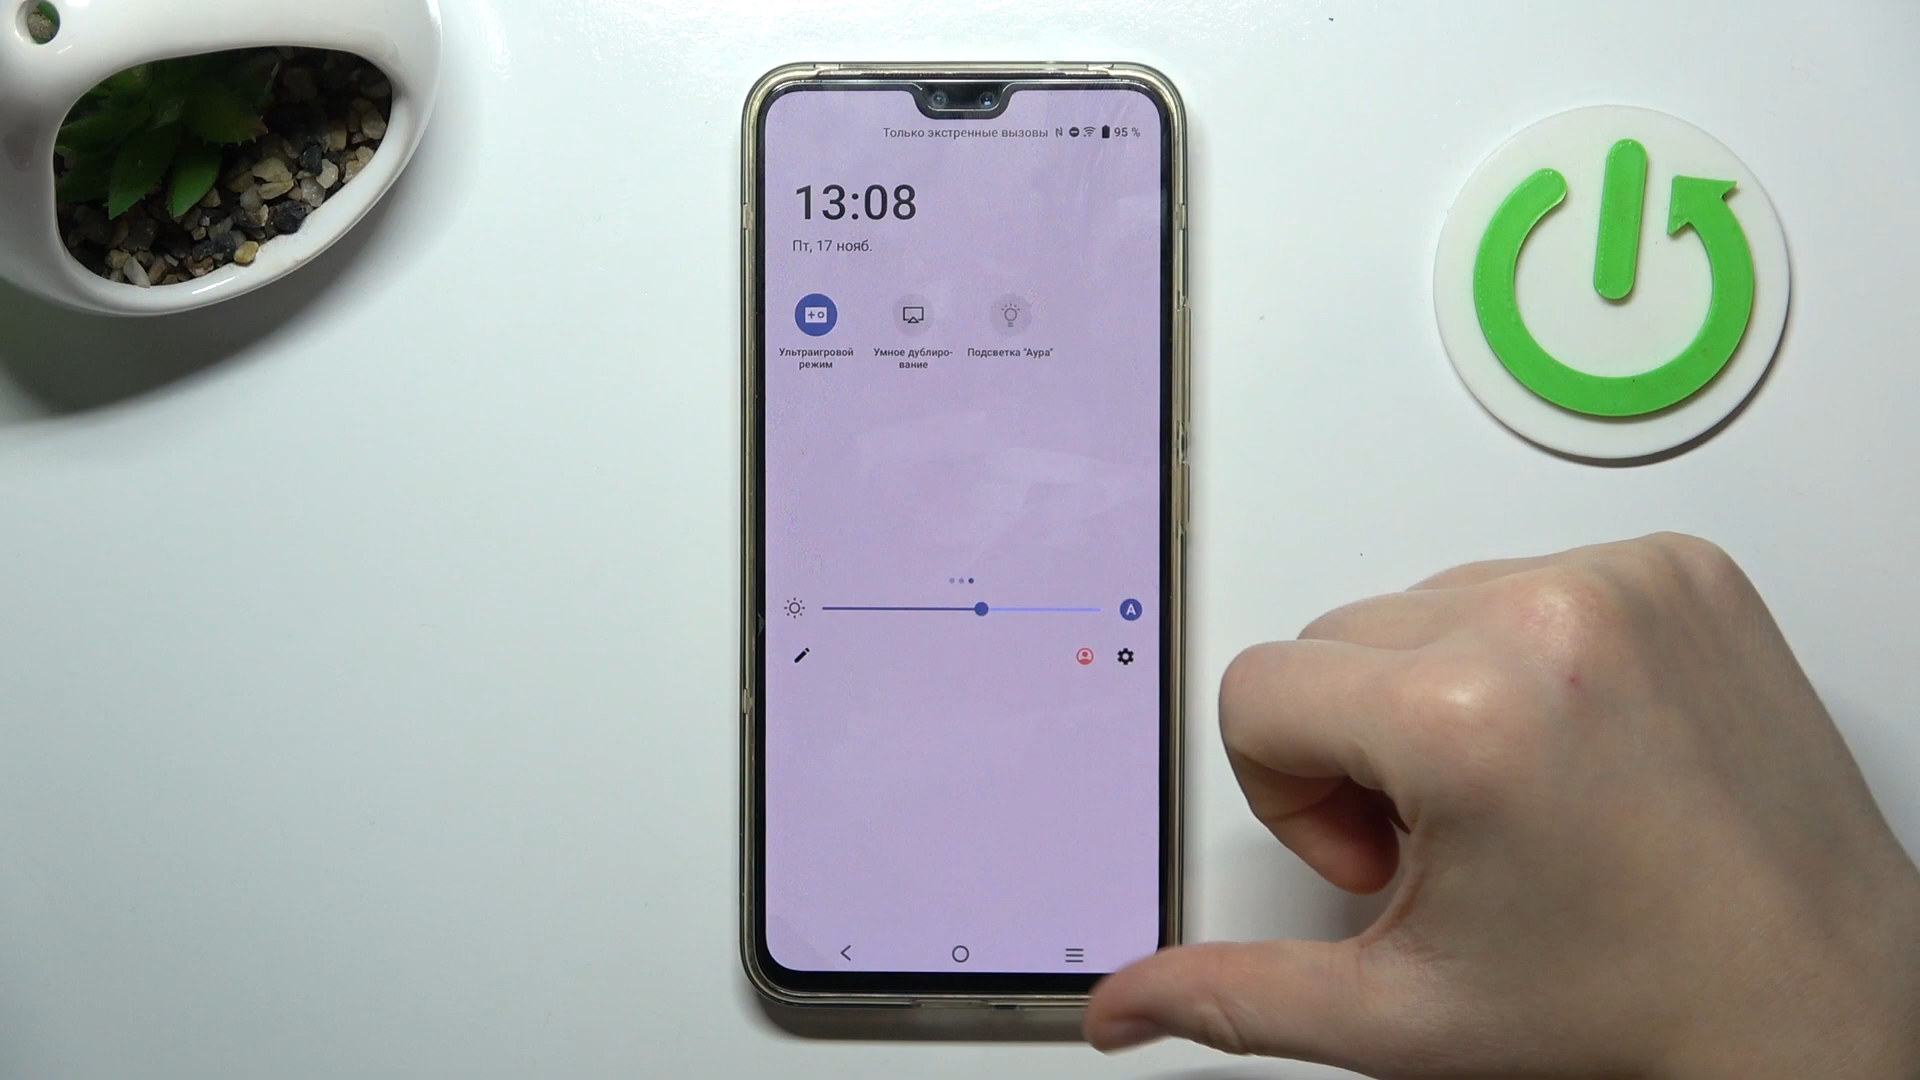 Только экстренные вызовы 95 %
13:08
Пт, 17 нояб.
Ультраигровой
режим
Умное дублиро-
вание
Подсветка "Аура"
A